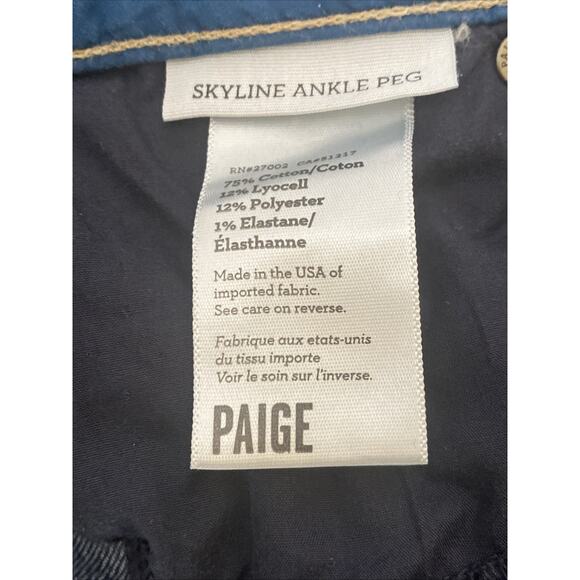 SKYLINE ANKLE PEG
RN#27002 CA#51217
75% Cotton/Coton
12% Lyocell
12% Polyester
1% Elastane/
Élasthanne
Made in the USA of
imported fabric.
See care on reverse.
Fabrique aux etats-unis
du tissu importe
Voir le soin sur l'inverse.
PAIGE